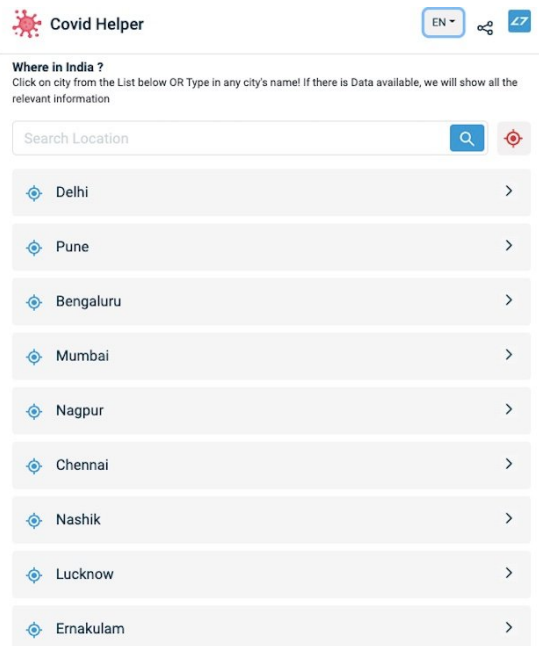 Covid Helper
EN
Where in India ?
Click on city from the List below OR Type in any city's name! If there is Data available, we will show all the
relevant information
Search Location
Delhi
Pune
Bengaluru
Mumbai
Nagpur
Chennai
Nashik
Lucknow
Ernakulam